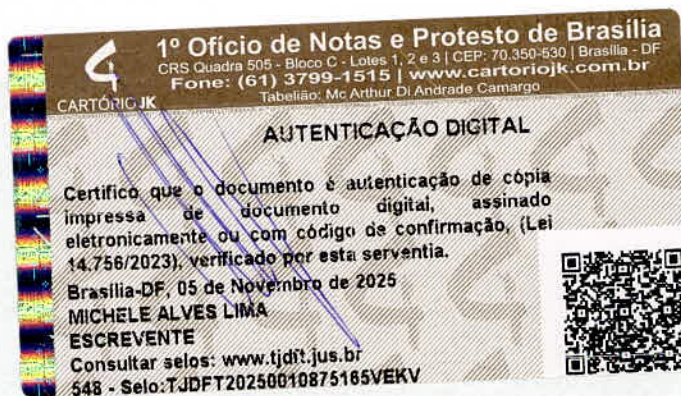 1º Ofício de Notas e Protesto de Brasília
CRS Quadra 505 - Bloco C - Lotes 1, 2 e 3 | CEP: 70.350-530 | Brasília - DF
Fone: (61) 3799-1515 | www.cartoriojk.com.br
Tabelião: Mc Arthur Di Andrade Camargo
CARTÓRIO JK
AUTENTICAÇÃO DIGITAL
Certifico que o documento é autenticação de cópia
impressa de documento digital, assinado
eletronicamente ou com código de confirmação, (Lei
14.756/2023), verificado por esta serventia.
Brasília-DF, 05 de Novembro de 2025
MICHELE ALVES LIMA
ESCREVENTE
Consultar selos: www.tjdft.jus.br
548 - Selo:TJDFT20250010875165VEKV